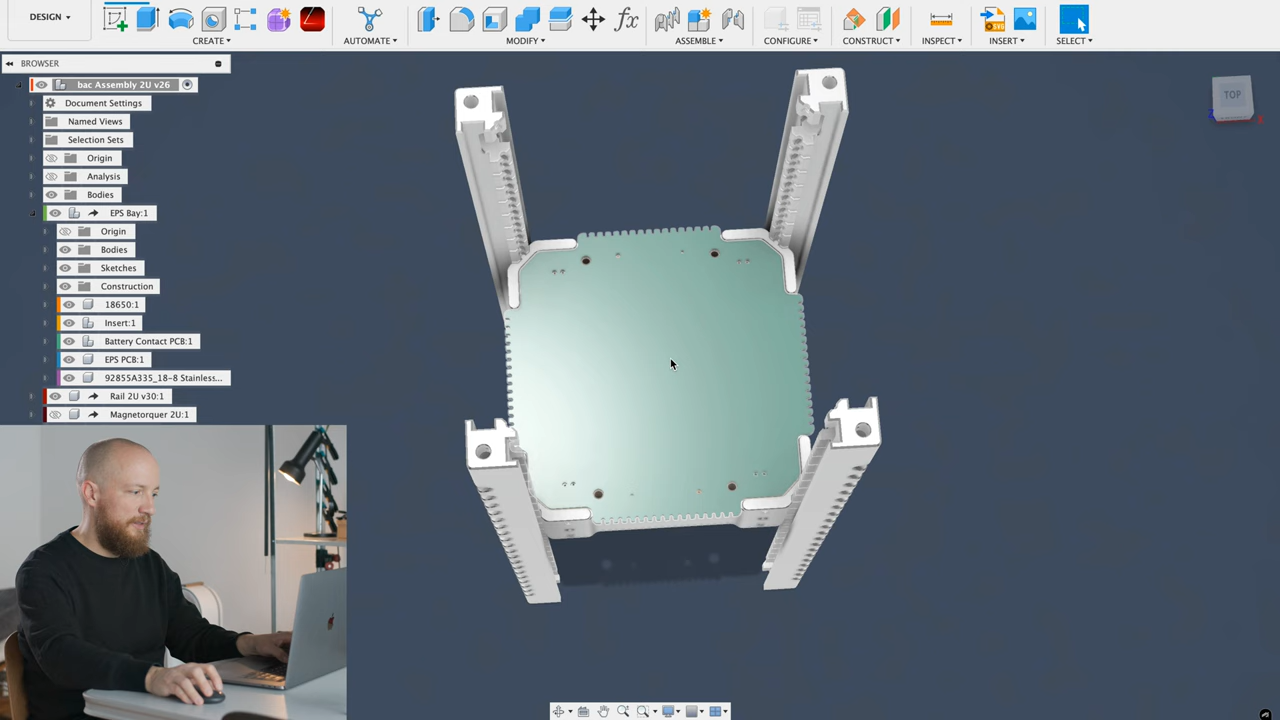 DESIGN
CREATE
AUTOMATE
MODIFY
fx
ASSEMBLE
CONFIGURE
CONSTRUCT
INSPECT
SVG
INSERT
SELECT
BROWSER
bac Assembly 2U v26
Document Settings
Named Views
Selection Sets
Origin
Analysis
Bodies
EPS Bay:1
Origin
Bodies
Sketches
Construction
18650:1
Insert:1
Battery Contact PCB:1
EPS PCB:1
92855A335_18-8 Stainless...
Rail 2U v30:1
Magnetorquer 2U:1
TOP
Z
X